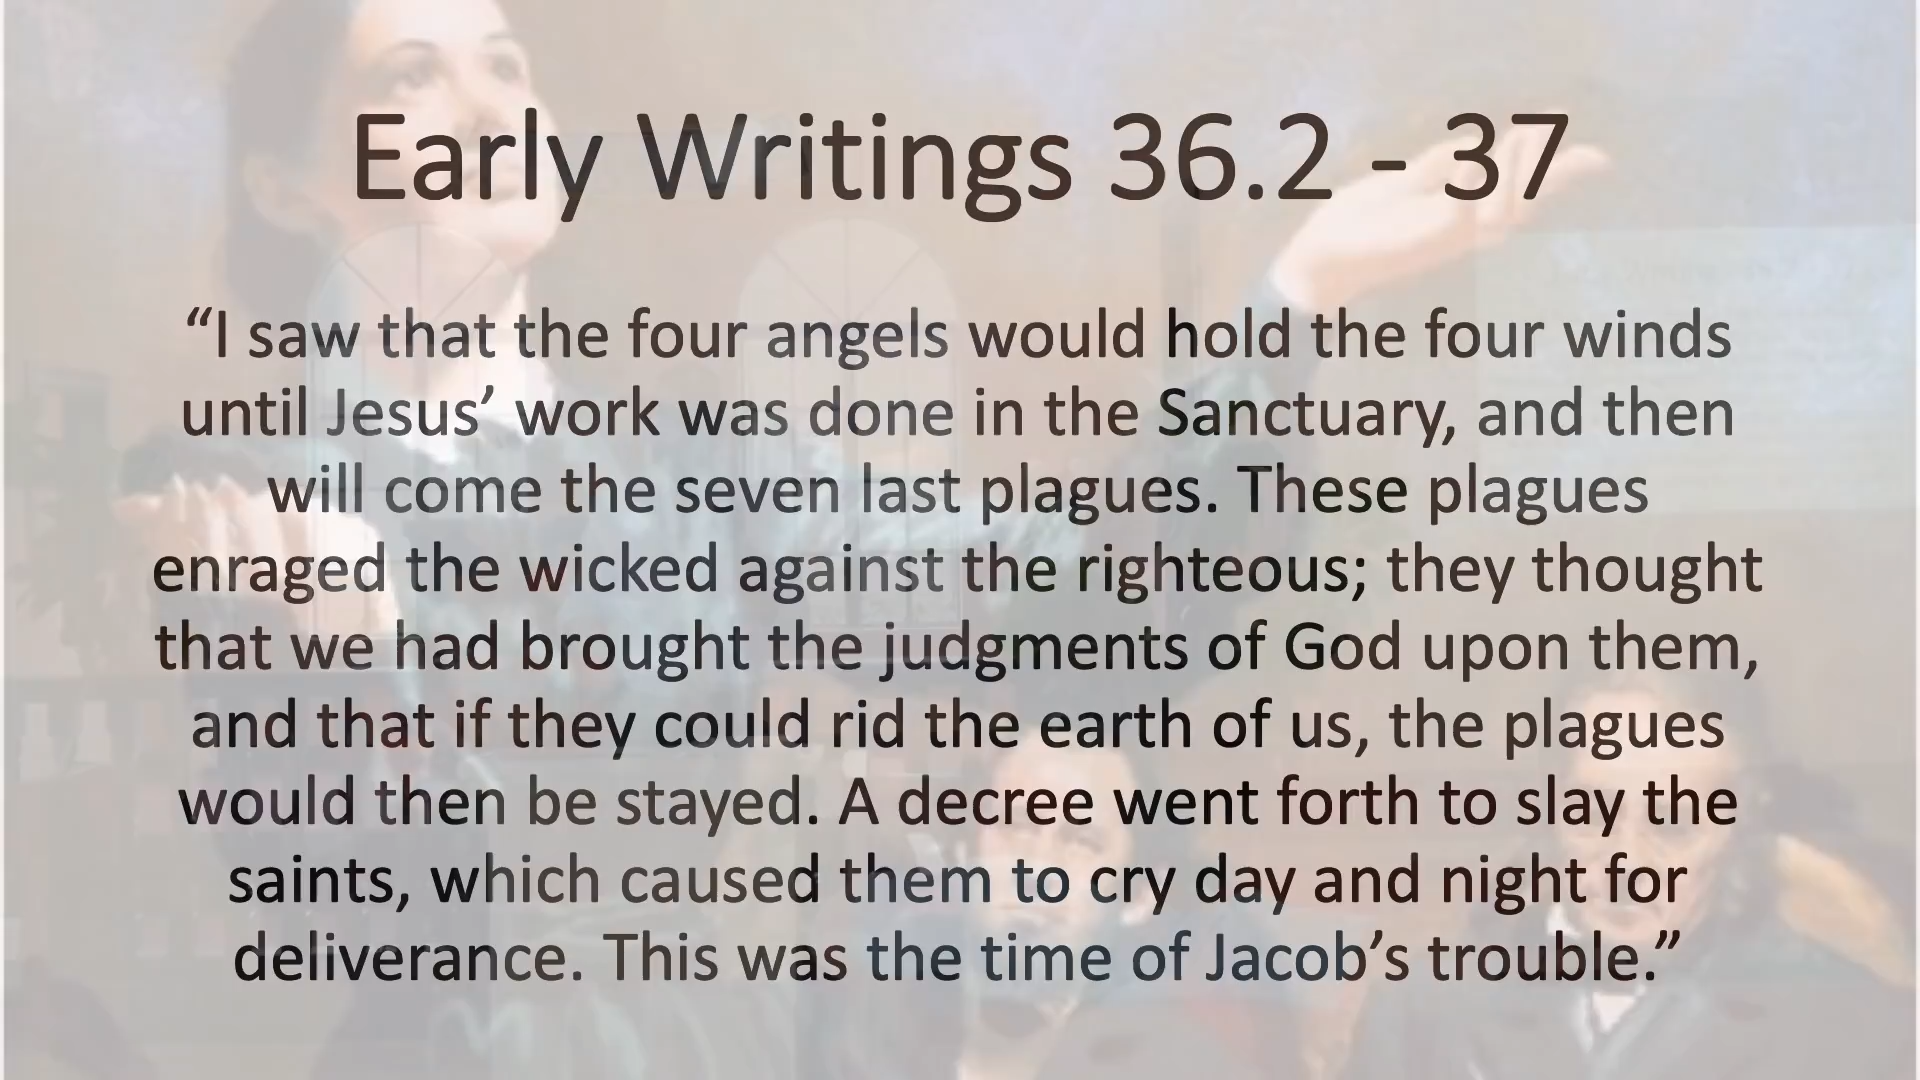 Early Writings 36.2 - 37
“I saw that the four angels would hold the four winds
until Jesus’ work was done in the Sanctuary, and then
will come the seven last plagues. These plagues
enraged the wicked against the righteous; they thought
that we had brought the judgments of God upon them,
and that if they could rid the earth of us, the plagues
would then be stayed. A decree went forth to slay the
saints, which caused them to cry day and night for
deliverance. This was the time of Jacob’s trouble.”